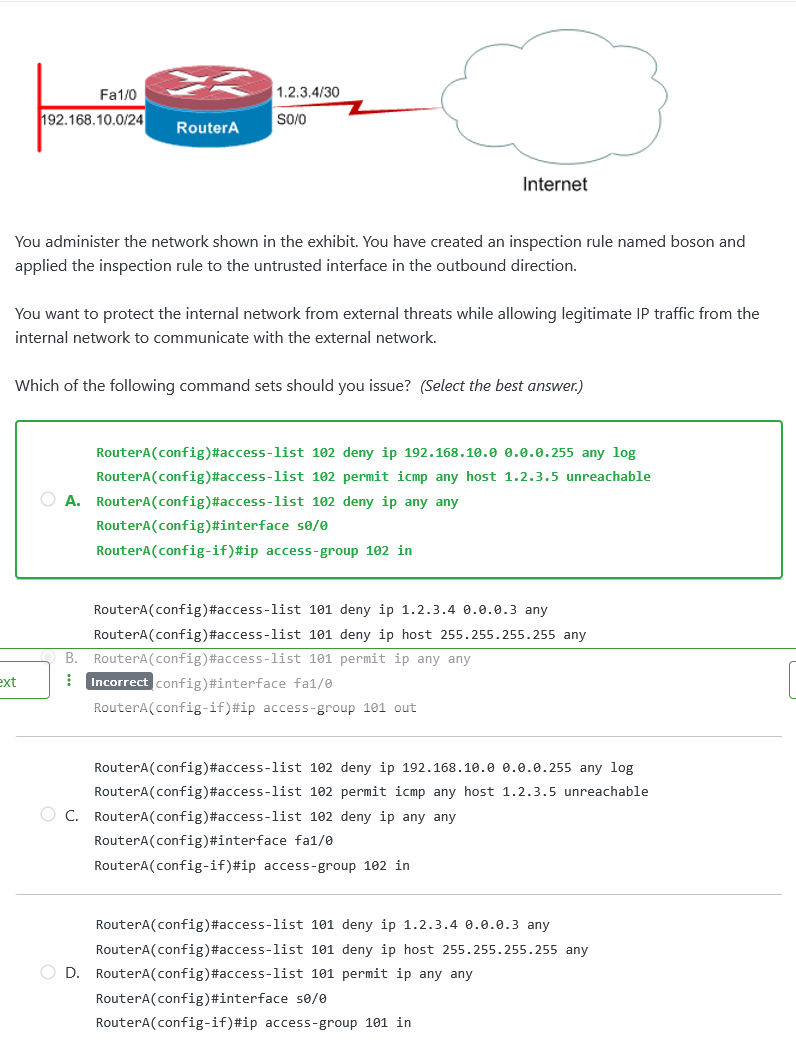 Fa1/0
1.2.3.4/30
192.168.10.0/24
RouterA
S0/0
Internet
You administer the network shown in the exhibit. You have created an inspection rule named boson and
applied the inspection rule to the untrusted interface in the outbound direction.
You want to protect the internal network from external threats while allowing legitimate IP traffic from the
internal network to communicate with the external network.
Which of the following command sets should you issue? (Select the best answer.)
RouterA(config)#access-list 102 deny ip 192.168.10.0 0.0.0.255 any log
RouterA(config)#access-list 102 permit icmp any host 1.2.3.5 unreachable
A. RouterA(config)#access-list 102 deny ip any any
RouterA(config)#interface s0/0
RouterA(config-if)#ip access-group 102 in
RouterA(config)#access-list 101 deny ip 1.2.3.4 0.0.0.3 any
RouterA(config)#access-list 101 deny ip host 255.255.255.255 any
B. RouterA(config)#access-list 101 permit ip any any
ext
Incorrect
config)#interface fa1/0
RouterA(config-if)#ip access-group 101 out
RouterA(config)#access-list 102 deny ip 192.168.10.0 0.0.0.255 any log
RouterA(config)#access-list 102 permit icmp any host 1.2.3.5 unreachable
C. RouterA(config)#access-list 102 deny ip any any
RouterA(config)#interface fa1/0
RouterA(config-if)#ip access-group 102 in
RouterA(config)#access-list 101 deny ip 1.2.3.4 0.0.0.3 any
RouterA(config)#access-list 101 deny ip host 255.255.255.255 any
D. RouterA(config)#access-list 101 permit ip any any
RouterA(config)#interface s0/0
RouterA(config-if)#ip access-group 101 in